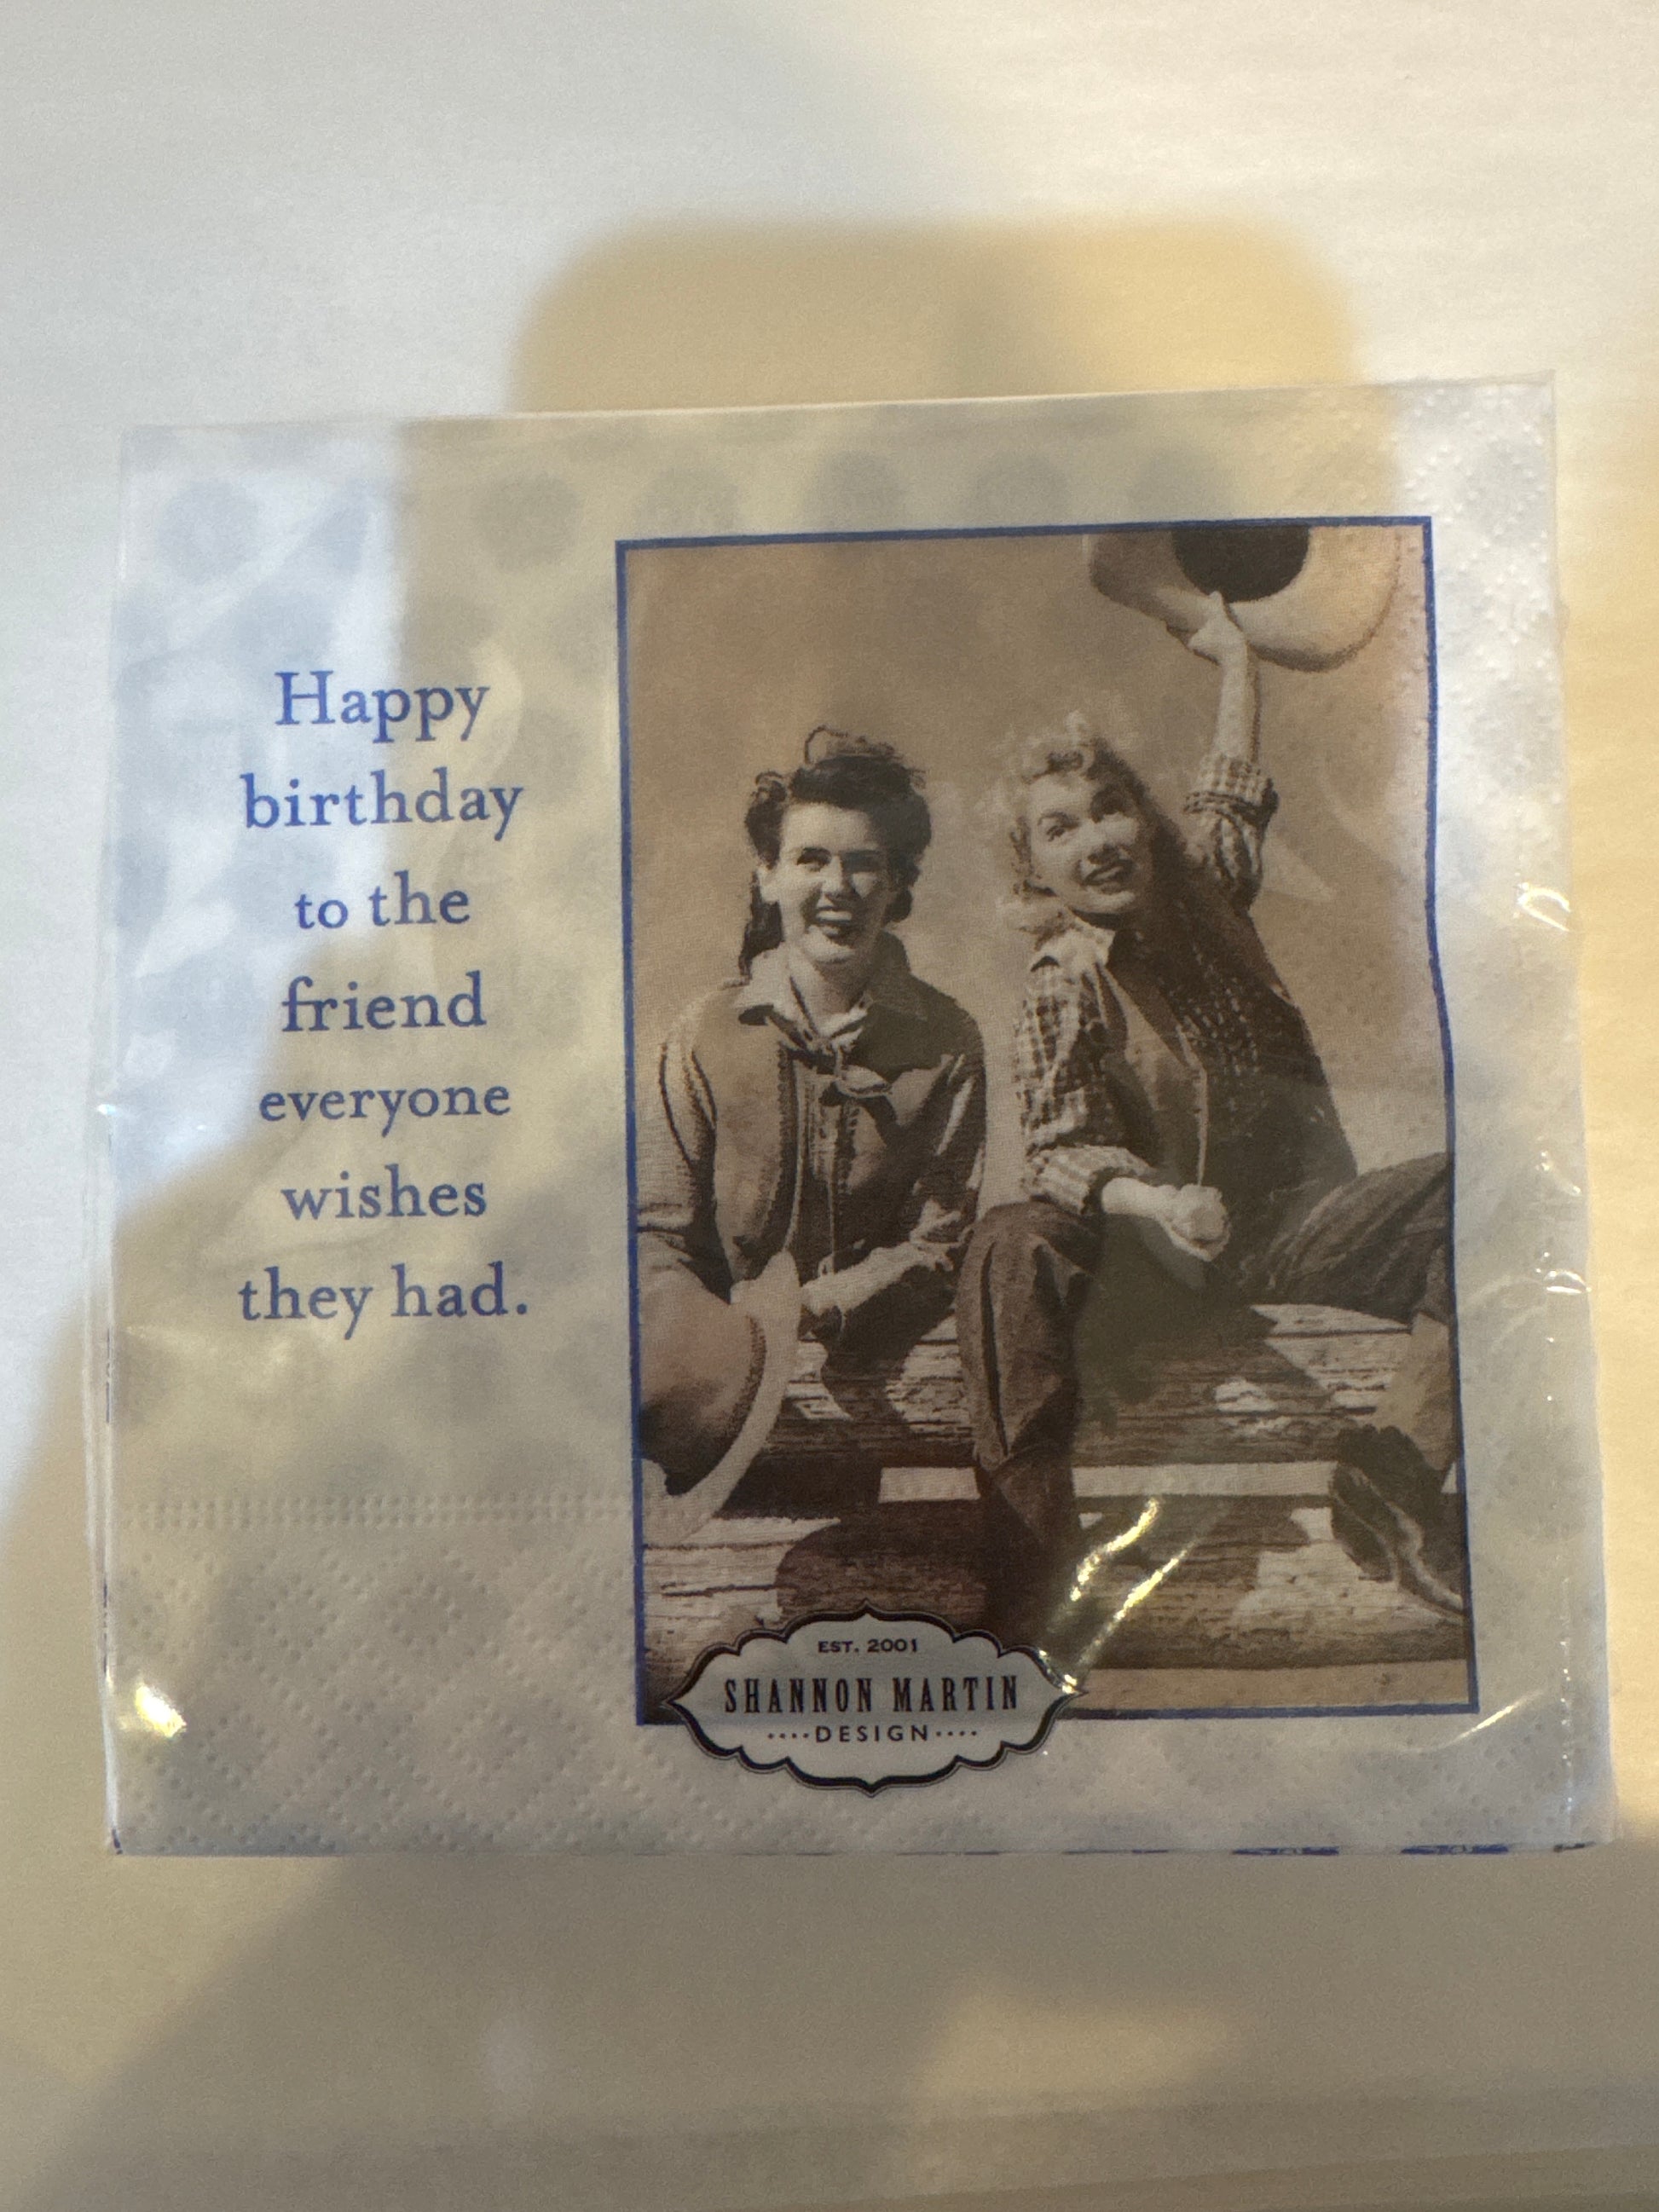 Happy
birthday
to the
friend
everyone
wishes
they had.
EST. 2001
SHANNON MARTIN
····DESIGN····